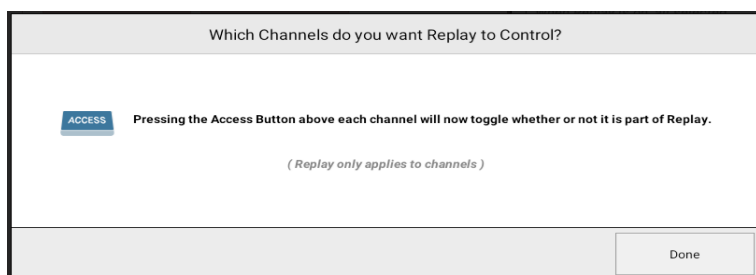 Which Channels do you want Replay to Control?
ACCESS Pressing the Access Button above each channel will now toggle whether or not it is part of Replay.
( Replay only applies to channels )
Done